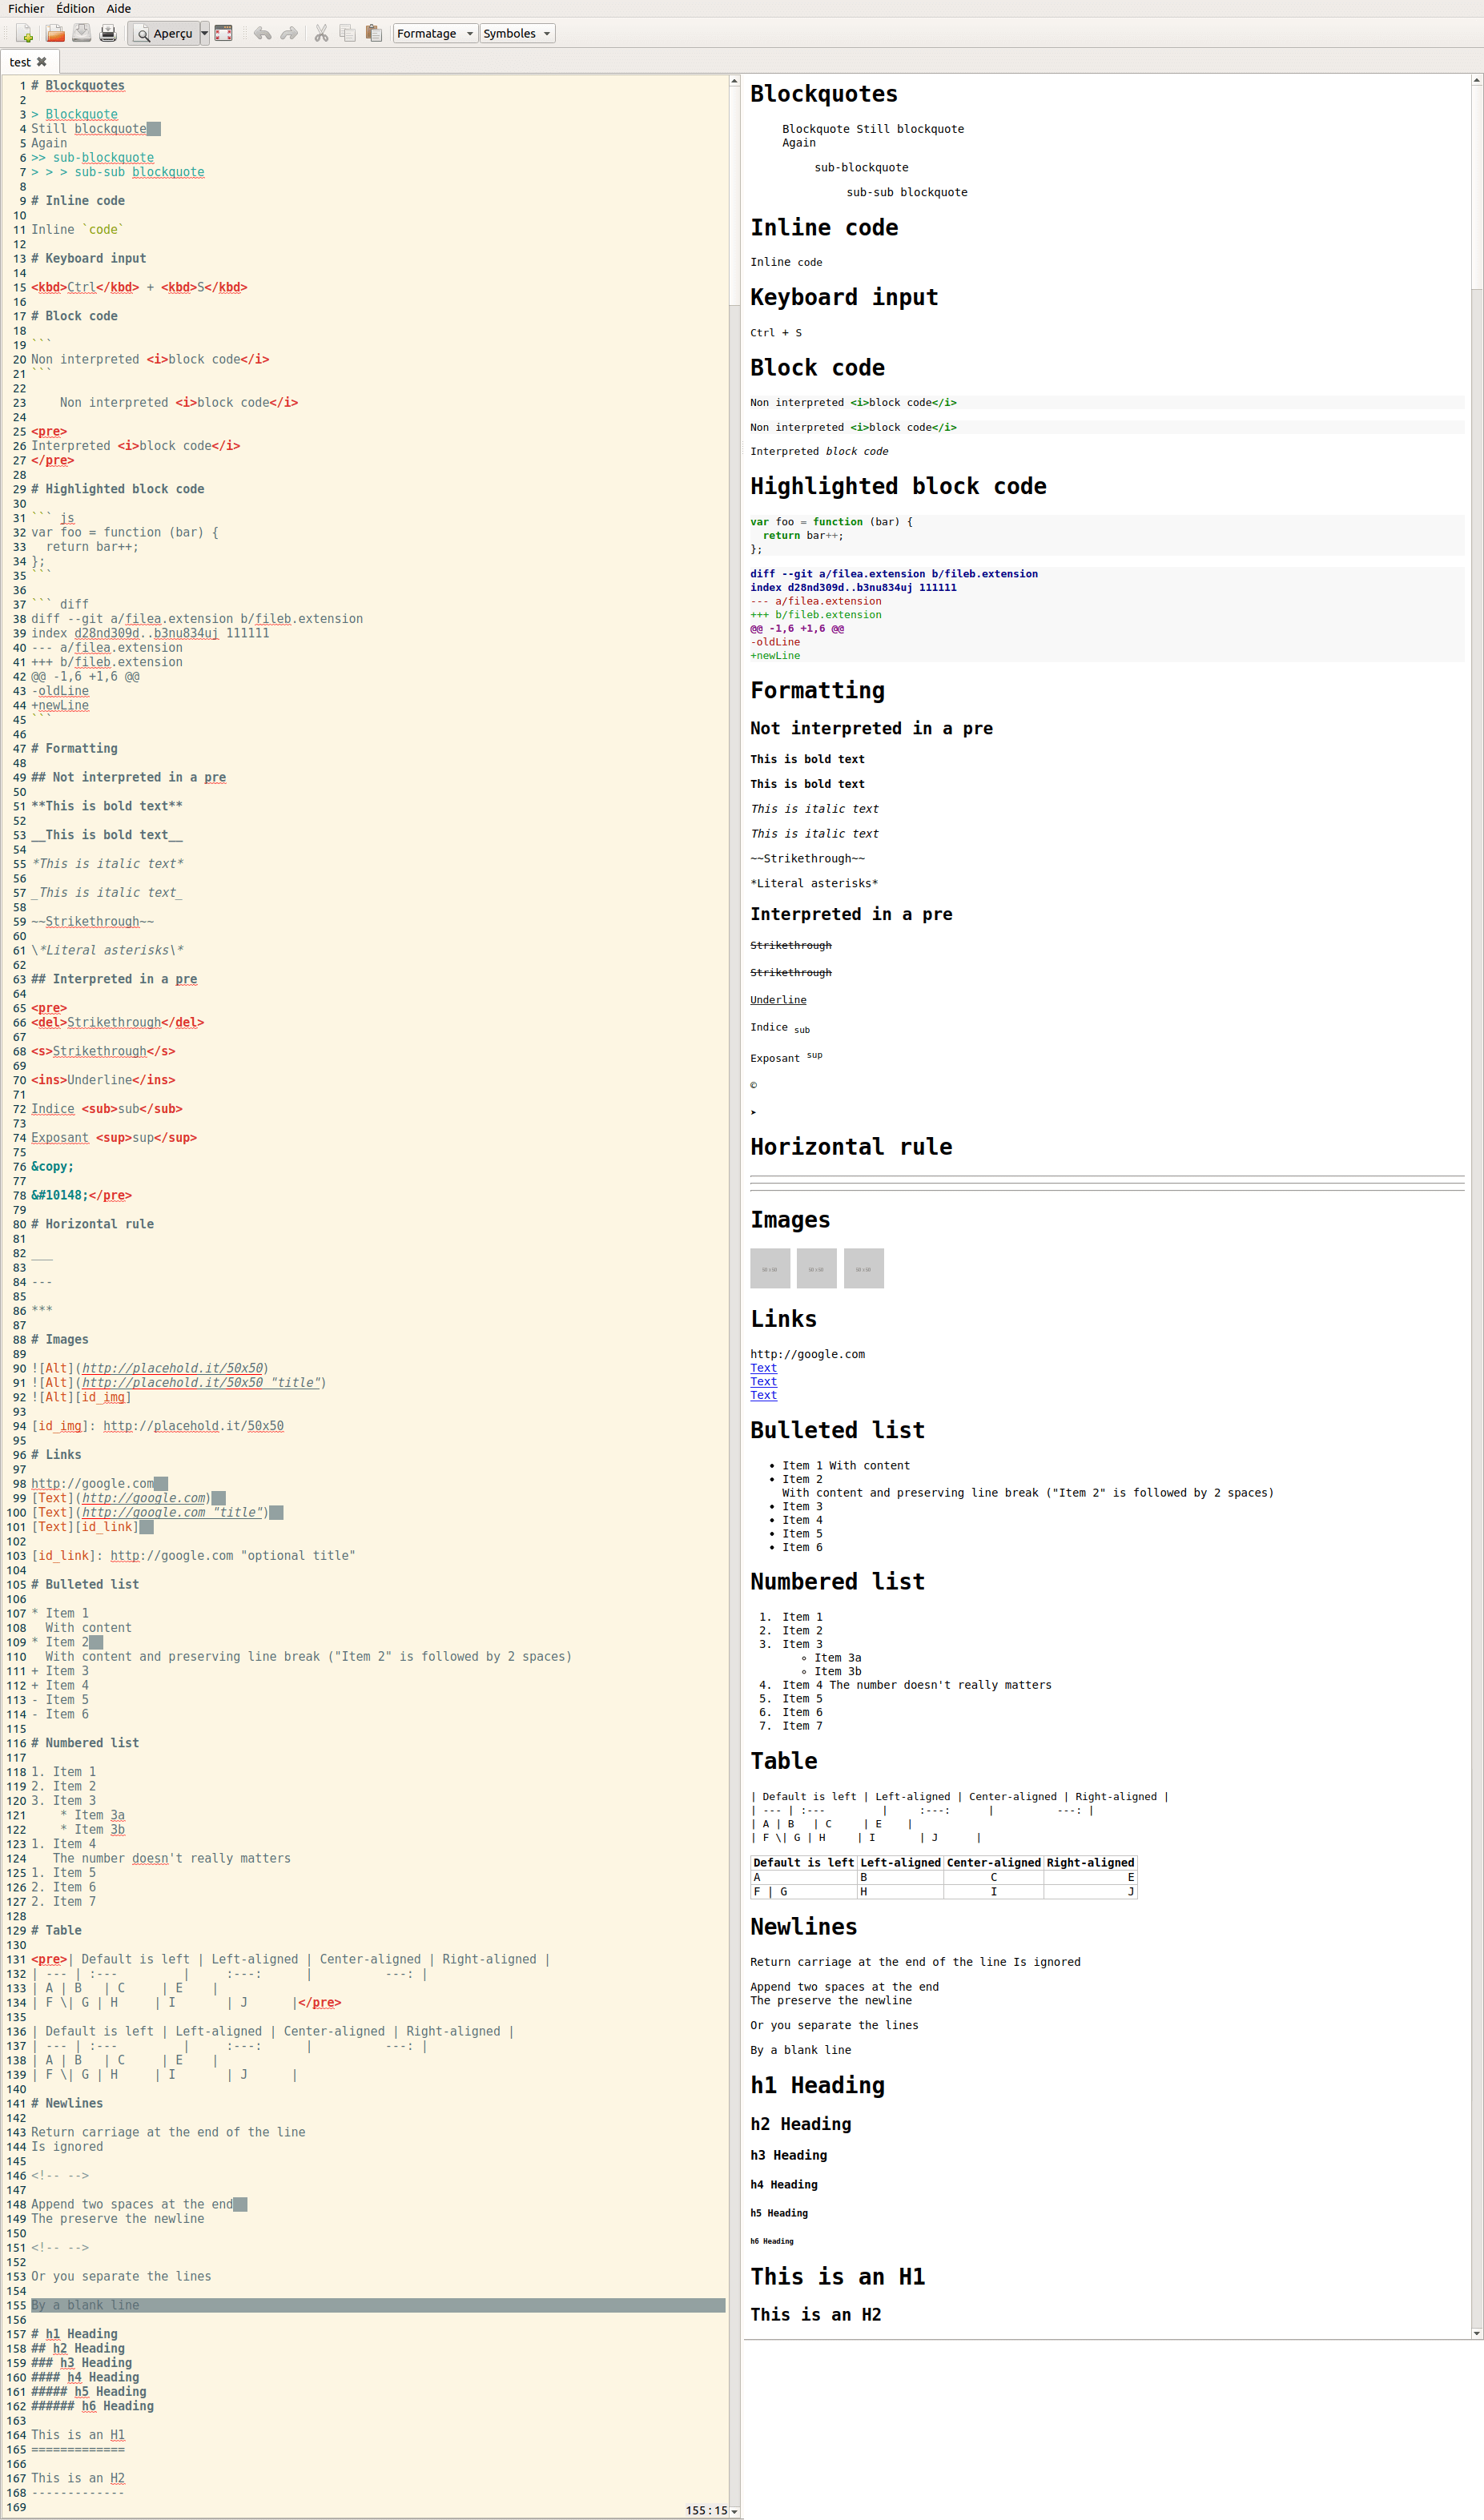 Fichier Édition Aide
Aperçu Formatage Symboles
test
1 # Blockquotes
2
3 > Blockquote
4 Still blockquote
5 Again
6 >> sub-blockquote
7 > > > sub-sub blockquote
8
9 # Inline code
10
11 Inline `code`
12
13 # Keyboard input
14
15 <kbd>Ctrl</kbd> + <kbd>S</kbd>
16
17 # Block code
18
19 ```
20 Non interpreted <i>block code</i>
21 ```
22
23     Non interpreted <i>block code</i>
24
25 <pre>
26 Interpreted <i>block code</i>
27 </pre>
28
29 # Highlighted block code
30
31 ``` js
32 var foo = function (bar) {
33   return bar++;
34 };
35 ```
36
37 ``` diff
38 diff --git a/filea.extension b/fileb.extension
39 index d28nd309d..b3nu834uj 111111
40 --- a/filea.extension
41 +++ b/fileb.extension
42 @@ -1,6 +1,6 @@
43 -oldLine
44 +newLine
45 ```
46
47 # Formatting
48
49 ## Not interpreted in a pre
50
51 **This is bold text**
52
53 __This is bold text__
54
55 *This is italic text*
56
57 _This is italic text_
58
59 ~~Strikethrough~~
60
61 \*Literal asterisks\*
62
63 ## Interpreted in a pre
64
65 <pre>
66 <del>Strikethrough</del>
67
68 <s>Strikethrough</s>
69
70 <ins>Underline</ins>
71
72 Indice <sub>sub</sub>
73
74 Exposant <sup>sup</sup>
75
76 &copy;
77
78 &#10148;</pre>
79
80 # Horizontal rule
81
82 ___
83
84 ---
85
86 ***
87
88 # Images
89
90 ![Alt](http://placehold.it/50x50)
91 ![Alt](http://placehold.it/50x50 "title")
92 ![Alt][id_img]
93
94 [id_img]: http://placehold.it/50x50
95
96 # Links
97
98 http://google.com
99 [Text](http://google.com)
100 [Text](http://google.com "title")
101 [Text][id_link]
102
103 [id_link]: http://google.com "optional title"
104
105 # Bulleted list
106
107 * Item 1
108   With content
109 * Item 2
110   With content and preserving line break ("Item 2" is followed by 2 spaces)
111 + Item 3
112 + Item 4
113 - Item 5
114 - Item 6
115
116 # Numbered list
117
118 1. Item 1
119 2. Item 2
120 3. Item 3
121     * Item 3a
122     * Item 3b
123 1. Item 4
124    The number doesn't really matters
125 1. Item 5
126 2. Item 6
127 2. Item 7
128
129 # Table
130
131 <pre>| Default is left | Left-aligned | Center-aligned | Right-aligned |
132 | --- | :---         |     :---:      |          ---: |
133 | A | B   | C     | E    |
134 | F \| G | H     | I       | J      |</pre>
135
136 | Default is left | Left-aligned | Center-aligned | Right-aligned |
137 | --- | :---         |     :---:      |          ---: |
138 | A | B   | C     | E    |
139 | F \| G | H     | I       | J      |
140
141 # Newlines
142
143 Return carriage at the end of the line
144 Is ignored
145
146 <!-- -->
147
148 Append two spaces at the end
149 The preserve the newline
150
151 <!-- -->
152
153 Or you separate the lines
154
155 By a blank line
156
157 # h1 Heading
158 ## h2 Heading
159 ### h3 Heading
160 #### h4 Heading
161 ##### h5 Heading
162 ###### h6 Heading
163
164 This is an H1
165 =============
166
167 This is an H2
168 -------------
169
155:15
Blockquotes
Blockquote Still blockquote
Again
sub-blockquote
sub-sub blockquote
Inline code
Inline code
Keyboard input
Ctrl + S
Block code
Non interpreted <i>block code</i>
Non interpreted <i>block code</i>
Interpreted block code
Highlighted block code
var foo = function (bar) {
  return bar++;
};
diff --git a/filea.extension b/fileb.extension
index d28nd309d..b3nu834uj 111111
--- a/filea.extension
+++ b/fileb.extension
@@ -1,6 +1,6 @@
-oldLine
+newLine
Formatting
Not interpreted in a pre
This is bold text
This is bold text
This is italic text
This is italic text
~~Strikethrough~~
*Literal asterisks*
Interpreted in a pre
Strikethrough
Strikethrough
Underline
Indice sub
Exposant sup
©
➤
Horizontal rule
Images
50 x 50 50 x 50 50 x 50
Links
http://google.com
Text
Text
Text
Bulleted list
• Item 1 With content
• Item 2
With content and preserving line break ("Item 2" is followed by 2 spaces)
• Item 3
• Item 4
• Item 5
• Item 6
Numbered list
1. Item 1
2. Item 2
3. Item 3
◦ Item 3a
◦ Item 3b
4. Item 4 The number doesn't really matters
5. Item 5
6. Item 6
7. Item 7
Table
| Default is left | Left-aligned | Center-aligned | Right-aligned |
| --- | :---         |     :---:      |          ---: |
| A | B   | C     | E    |
| F \| G | H     | I       | J      |
Default is left Left-aligned Center-aligned Right-aligned
A B C E
F | G H I J
Newlines
Return carriage at the end of the line Is ignored
Append two spaces at the end
The preserve the newline
Or you separate the lines
By a blank line
h1 Heading
h2 Heading
h3 Heading
h4 Heading
h5 Heading
h6 Heading
This is an H1
This is an H2